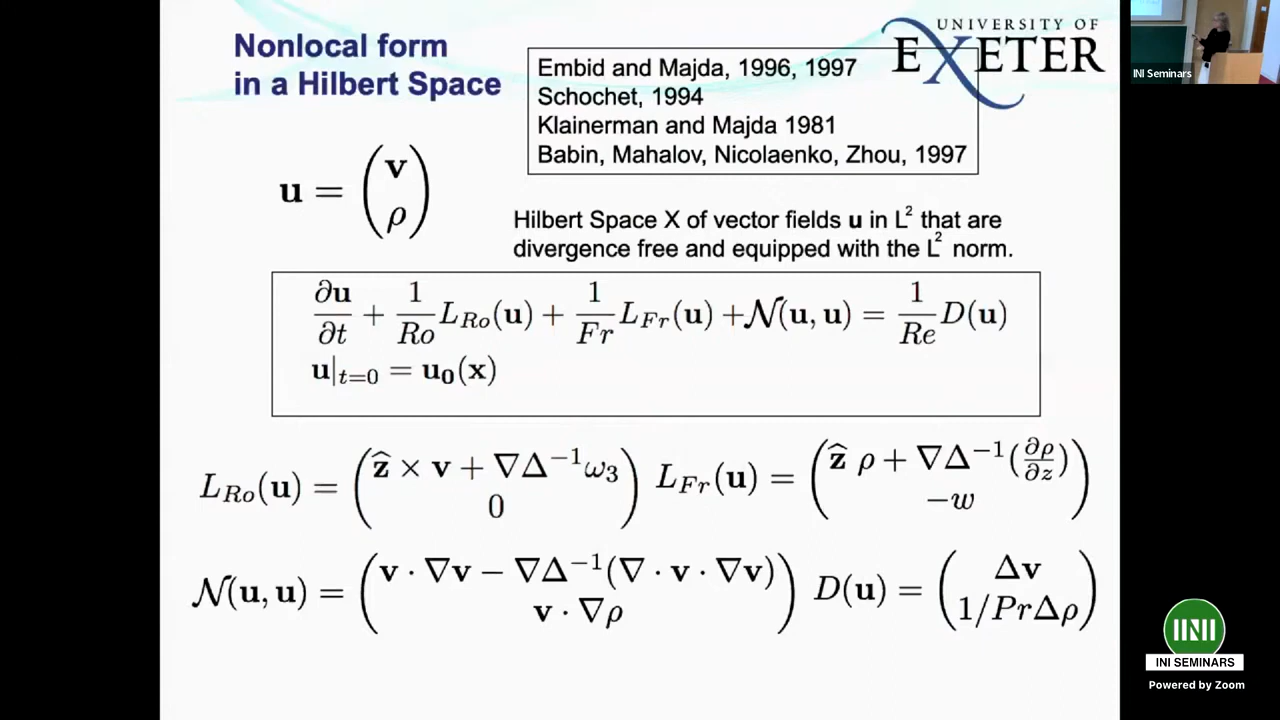 Nonlocal form
in a Hilbert Space
UNIVERSITY OF
EXETER
Embid and Majda, 1996, 1997
Schochet, 1994
Klainerman and Majda 1981
Babin, Mahalov, Nicolaenko, Zhou, 1997
u = (v ρ)
Hilbert Space X of vector fields u in L² that are
divergence free and equipped with the L² norm.
∂u/∂t + 1/Ro L_Ro(u) + 1/Fr L_Fr(u) + 𝒩(u, u) = 1/Re D(u)
u|_{t=0} = u₀(x)
L_Ro(u) = (ẑ × v + ∇Δ⁻¹ω₃ 0) L_Fr(u) = (ẑ ρ + ∇Δ⁻¹(∂ρ/∂z) −w)
𝒩(u, u) = (v · ∇v − ∇Δ⁻¹(∇ · v · ∇v) v · ∇ρ) D(u) = (Δv 1/PrΔρ)
INI Seminars
INI
INI SEMINARS
Powered by Zoom